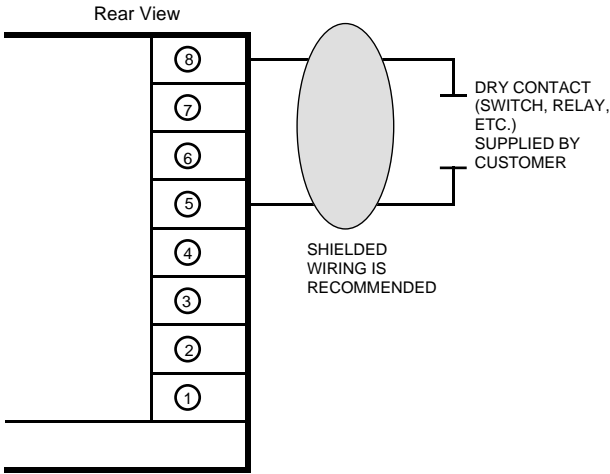 Rear View
8
7
6
5
4
3
2
1
DRY CONTACT
(SWITCH, RELAY,
ETC.)
SUPPLIED BY
CUSTOMER
SHIELDED
WIRING IS
RECOMMENDED